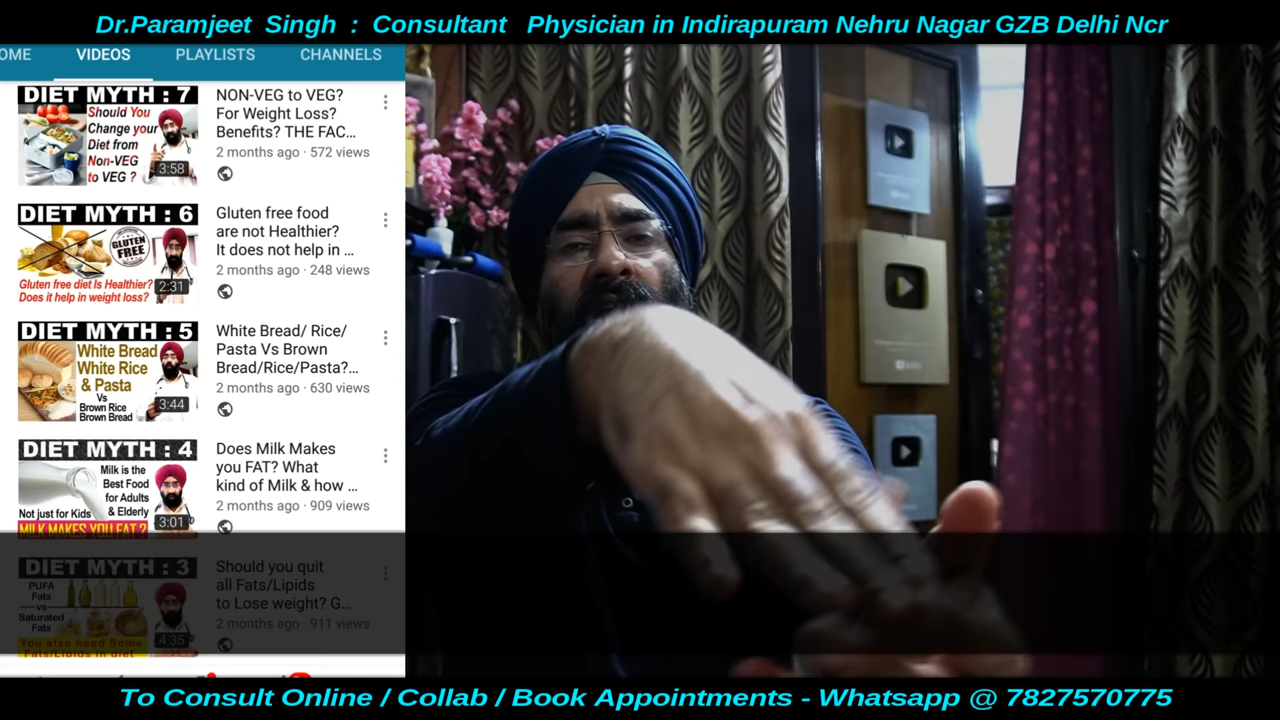 Dr.Paramjeet Singh : Consultant Physician in Indirapuram Nehru Nagar GZB Delhi Ncr
OME VIDEOS PLAYLISTS CHANNELS
DIET MYTH : 7
Should You
Change your
Diet from
Non-VEG
to VEG ?
3:58
NON-VEG to VEG?
For Weight Loss?
Benefits? THE FAC...
2 months ago · 572 views
DIET MYTH : 6
GLUTEN
FREE
Gluten free diet Is Healthier?
Does it help in weight loss?
2:31
Gluten free food
are not Healthier?
It does not help in ...
2 months ago · 248 views
DIET MYTH : 5
White Bread
White Rice
& Pasta
Vs
Brown Rice
Brown Bread
3:44
White Bread/ Rice/
Pasta Vs Brown
Bread/Rice/Pasta?...
2 months ago · 630 views
DIET MYTH : 4
Milk is the
Best Food
for Adults
& Elderly
Not just for Kids
MILK MAKES YOU FAT ?
3:01
Does Milk Makes
you FAT? What
kind of Milk & how ...
2 months ago · 909 views
DIET MYTH : 3
PUFA
Fats
vs
Saturated
Fats
You also need Some
Fats/Lipids in diet
4:35
Should you quit
all Fats/Lipids
to Lose weight? G...
2 months ago · 911 views
To Consult Online / Collab / Book Appointments - Whatsapp @ 7827570775